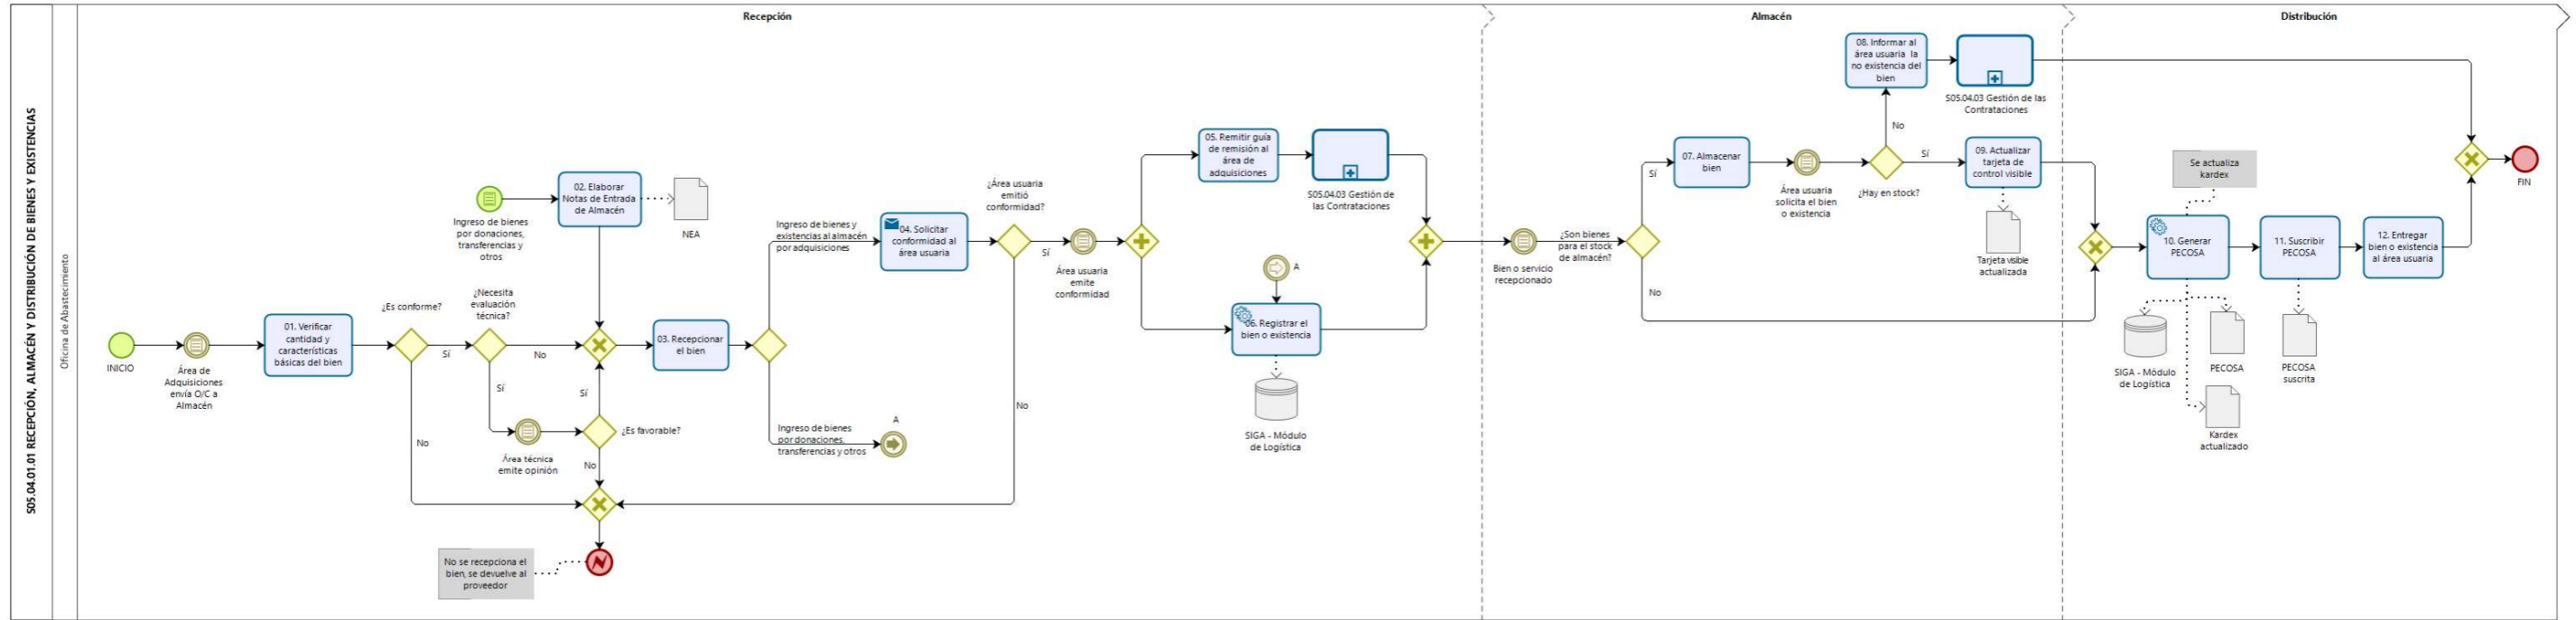 S05.04.01.01 RECEPCIÓN, ALMACÉN Y DISTRIBUCIÓN DE BIENES Y EXISTENCIAS
Oficina de Abastecimiento
Recepción
INICIO
Área de
Adquisiciones
envía O/C a
Almacén
01. Verificar
cantidad y
características
básicas del bien
¿Es conforme?
Sí
No
¿Necesita
evaluación
técnica?
No
Sí
Ingreso de bienes
por donaciones,
transferencias y
otros
02. Elaborar
Notas de Entrada
de Almacén
NEA
Área técnica
emite opinión
¿Es favorable?
Sí
No
No se recepciona el
bien, se devuelve al
proveedor
03. Recepcionar
el bien
Ingreso de bienes y
existencias al almacén
por adquisiciones
Ingreso de bienes
por donaciones,
transferencias y otros
A
04. Solicitar
conformidad al
área usuaria
¿Área usuaria
emitió
conformidad?
Sí
No
Área usuaria
emite
conformidad
05. Remitir guía
de remisión al
área de
adquisiciones
S05.04.03 Gestión de
las Contrataciones
A
06. Registrar el
bien o existencia
SIGA - Módulo
de Logística
Almacén
Bien o servicio
recepcionado
¿Son bienes
para el stock
de almacén?
Sí
No
07. Almacenar
bien
Área usuaria
solicita el bien
o existencia
¿Hay en stock?
No
Sí
08. Informar al
área usuaria la
no existencia del
bien
S05.04.03 Gestión de las
Contrataciones
09. Actualizar
tarjeta de
control visible
Tarjeta visible
actualizada
Distribución
Se actualiza
kardex
10. Generar
PECOSA
SIGA - Módulo
de Logística
PECOSA
Kardex
actualizado
11. Suscribir
PECOSA
PECOSA
suscrita
12. Entregar
bien o existencia
al área usuaria
FIN